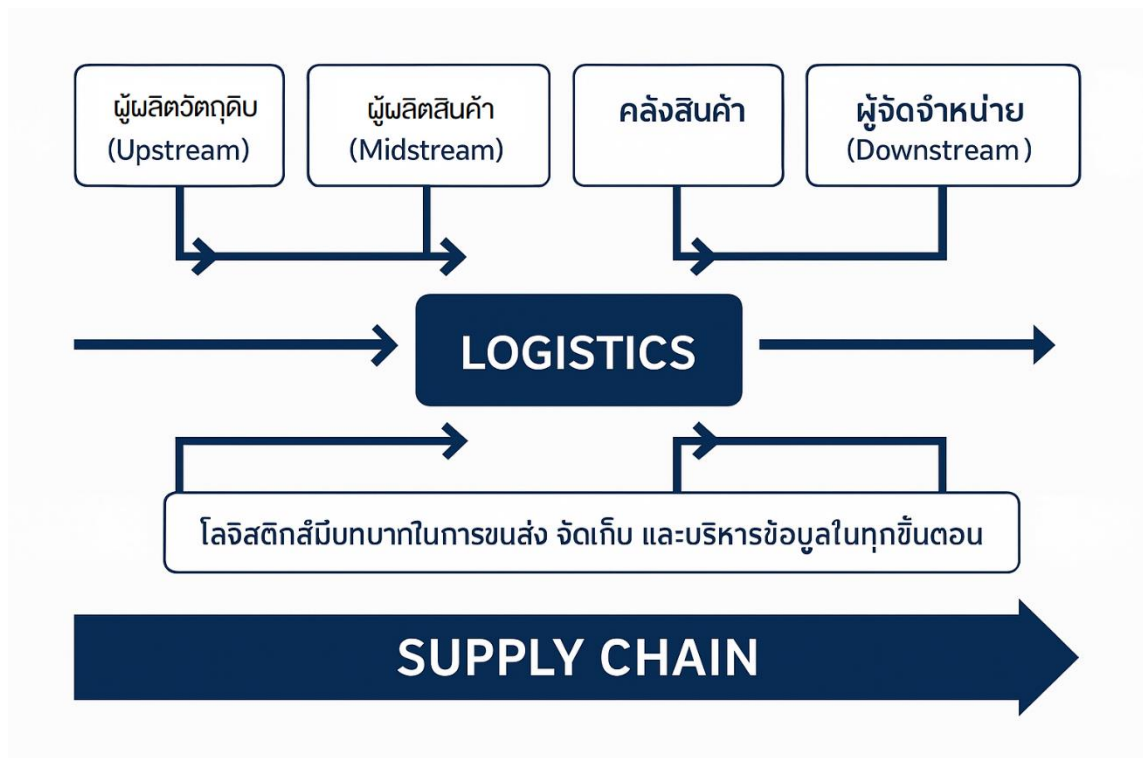 ผู้ผลิตวัตถุดิบ
(Upstream)
ผู้ผลิตสินค้า
(Midstream)
คลังสินค้า
ผู้จัดจำหน่าย
(Downstream)
LOGISTICS
โลจิสติกส์มีบทบาทในการขนส่ง จัดเก็บ และบริหารข้อมูลในทุกขั้นตอน
SUPPLY CHAIN